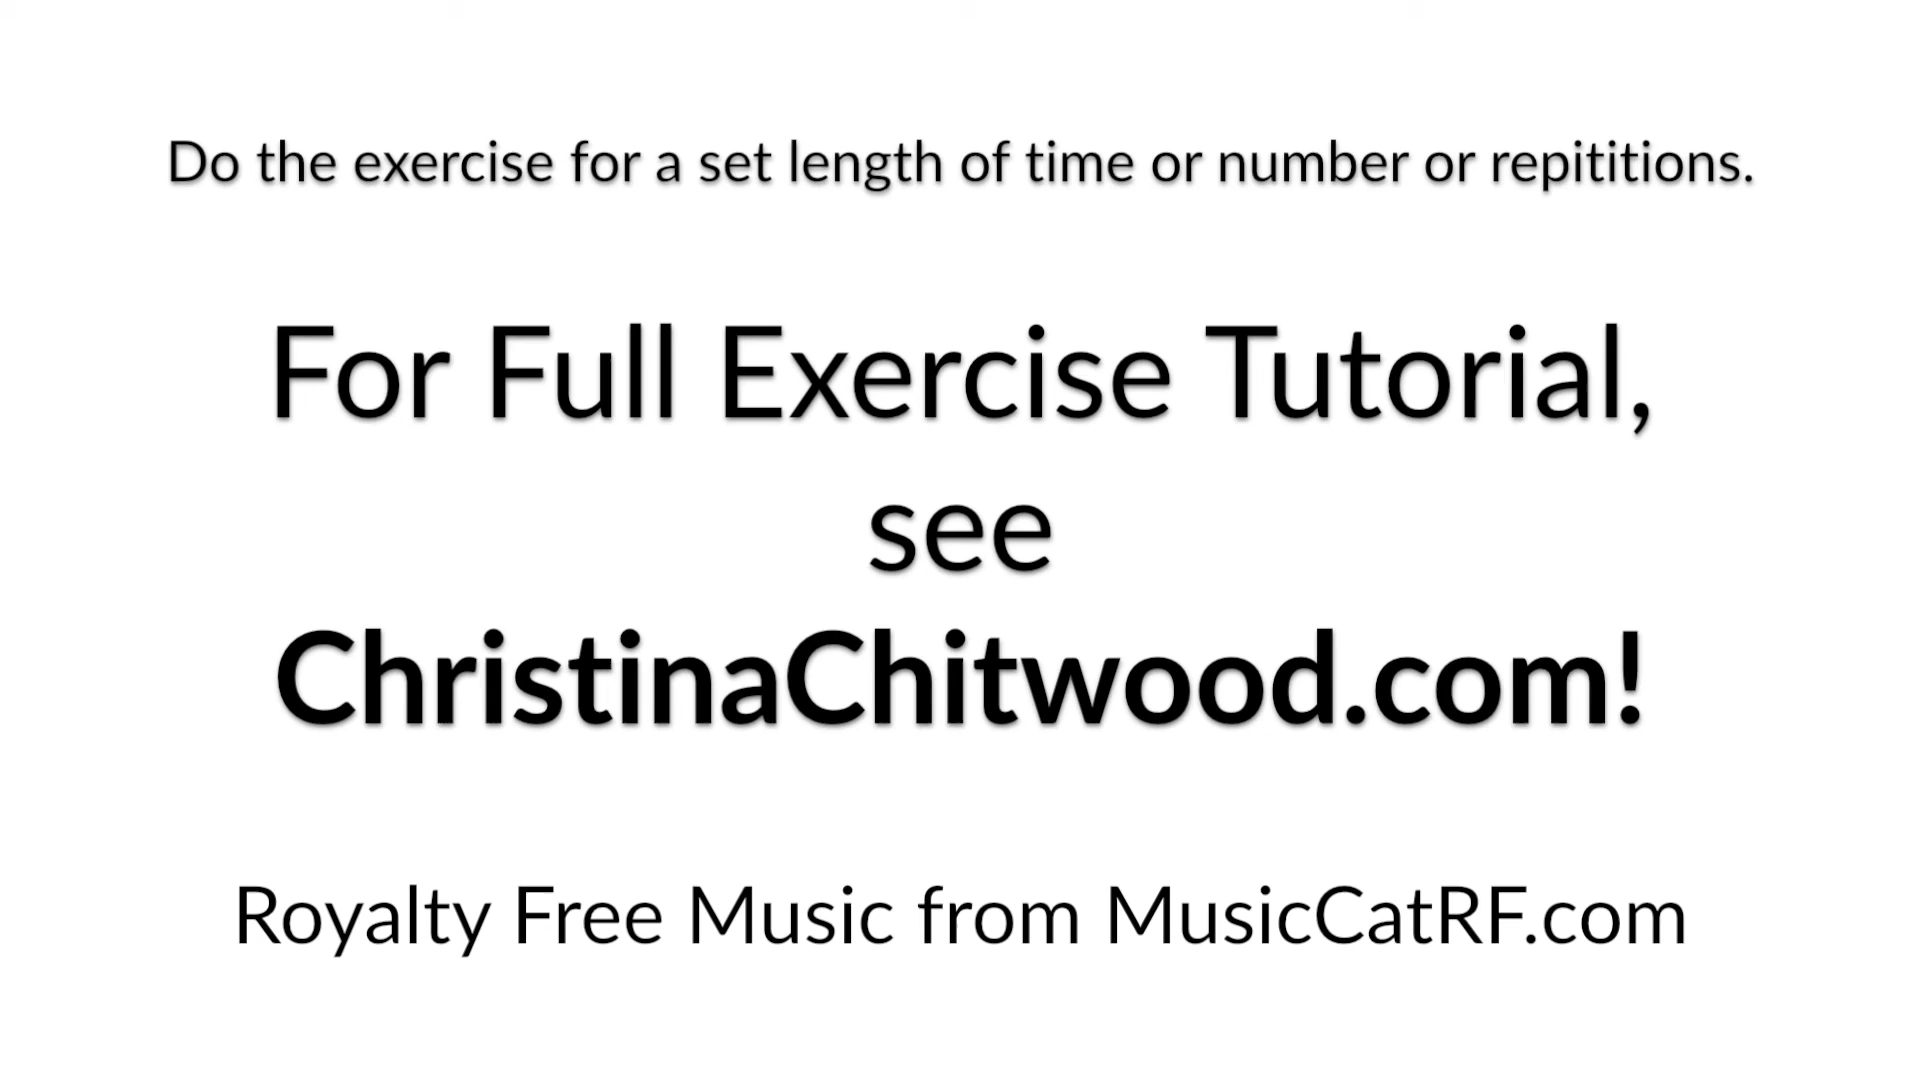 Do the exercise for a set length of time or number or repititions.
For Full Exercise Tutorial,
see
ChristinaChitwood.com!
Royalty Free Music from MusicCatRF.com